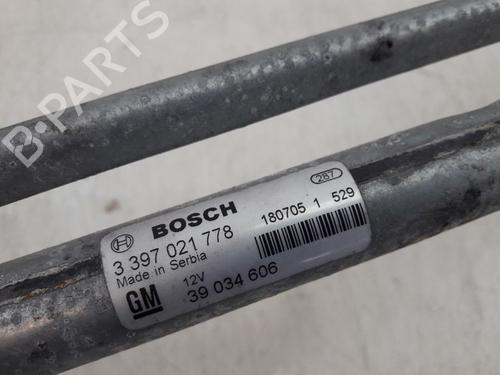 BOSCH
3 397 021 778
Made in Serbia
GM
12V
39 034 606
287
180705 1 529
B-PARTS